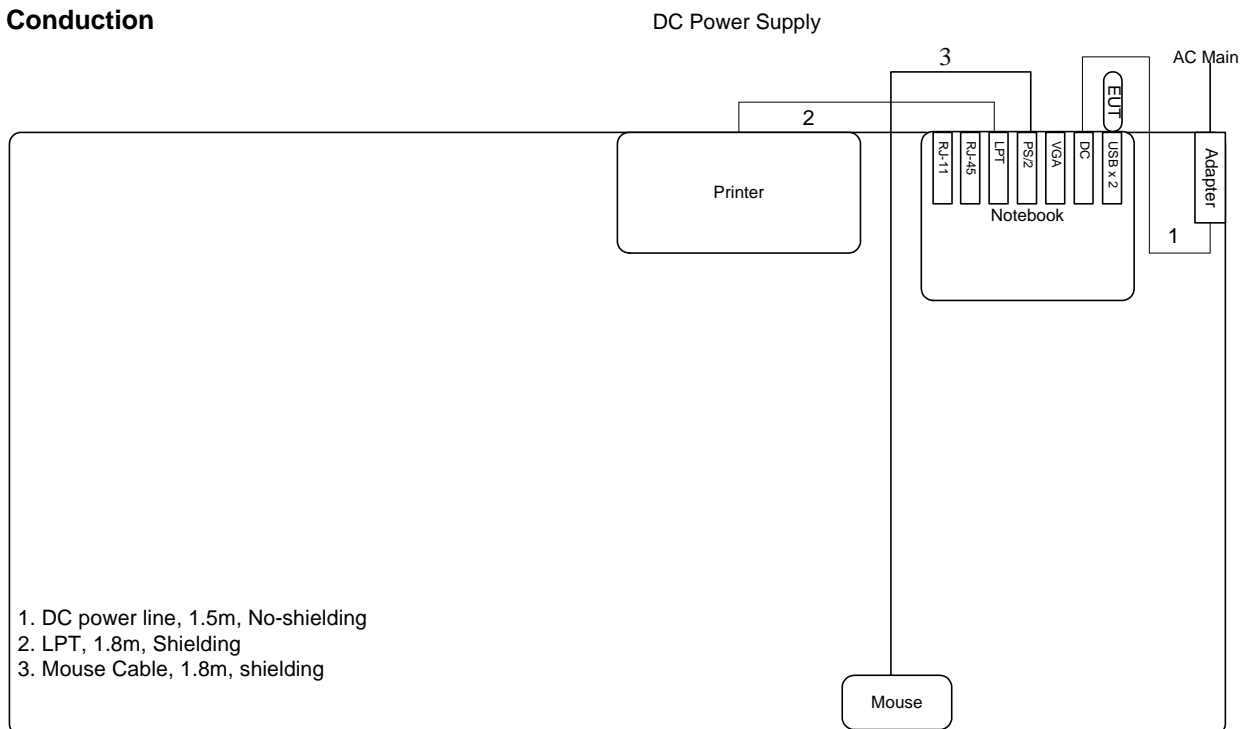 Conduction
DC Power Supply
3
AC Main
EUT
2
RJ-11
RJ-45
LPT
PS/2
VGA
DC
USB x 2
Adapter
Printer
Notebook
1
1. DC power line, 1.5m, No-shielding
2. LPT, 1.8m, Shielding
3. Mouse Cable, 1.8m, shielding
Mouse